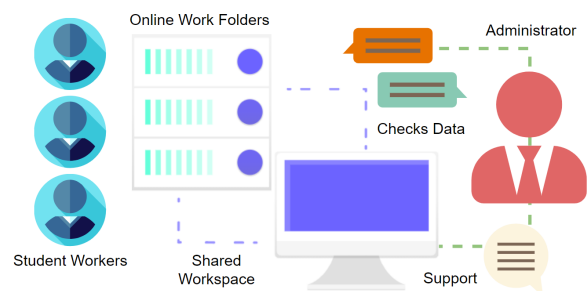 Online Work Folders
Administrator
Checks Data
Student Workers
Shared
Workspace
Support